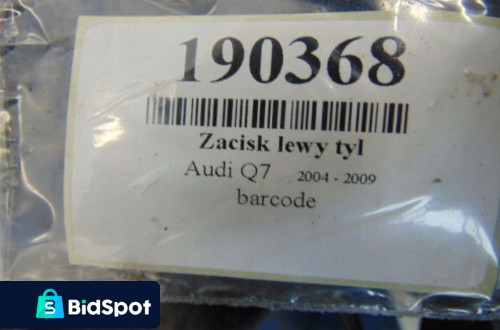 190368
Zacisk lewy tyl
Audi Q7 2004 - 2009
barcode
BidSpot